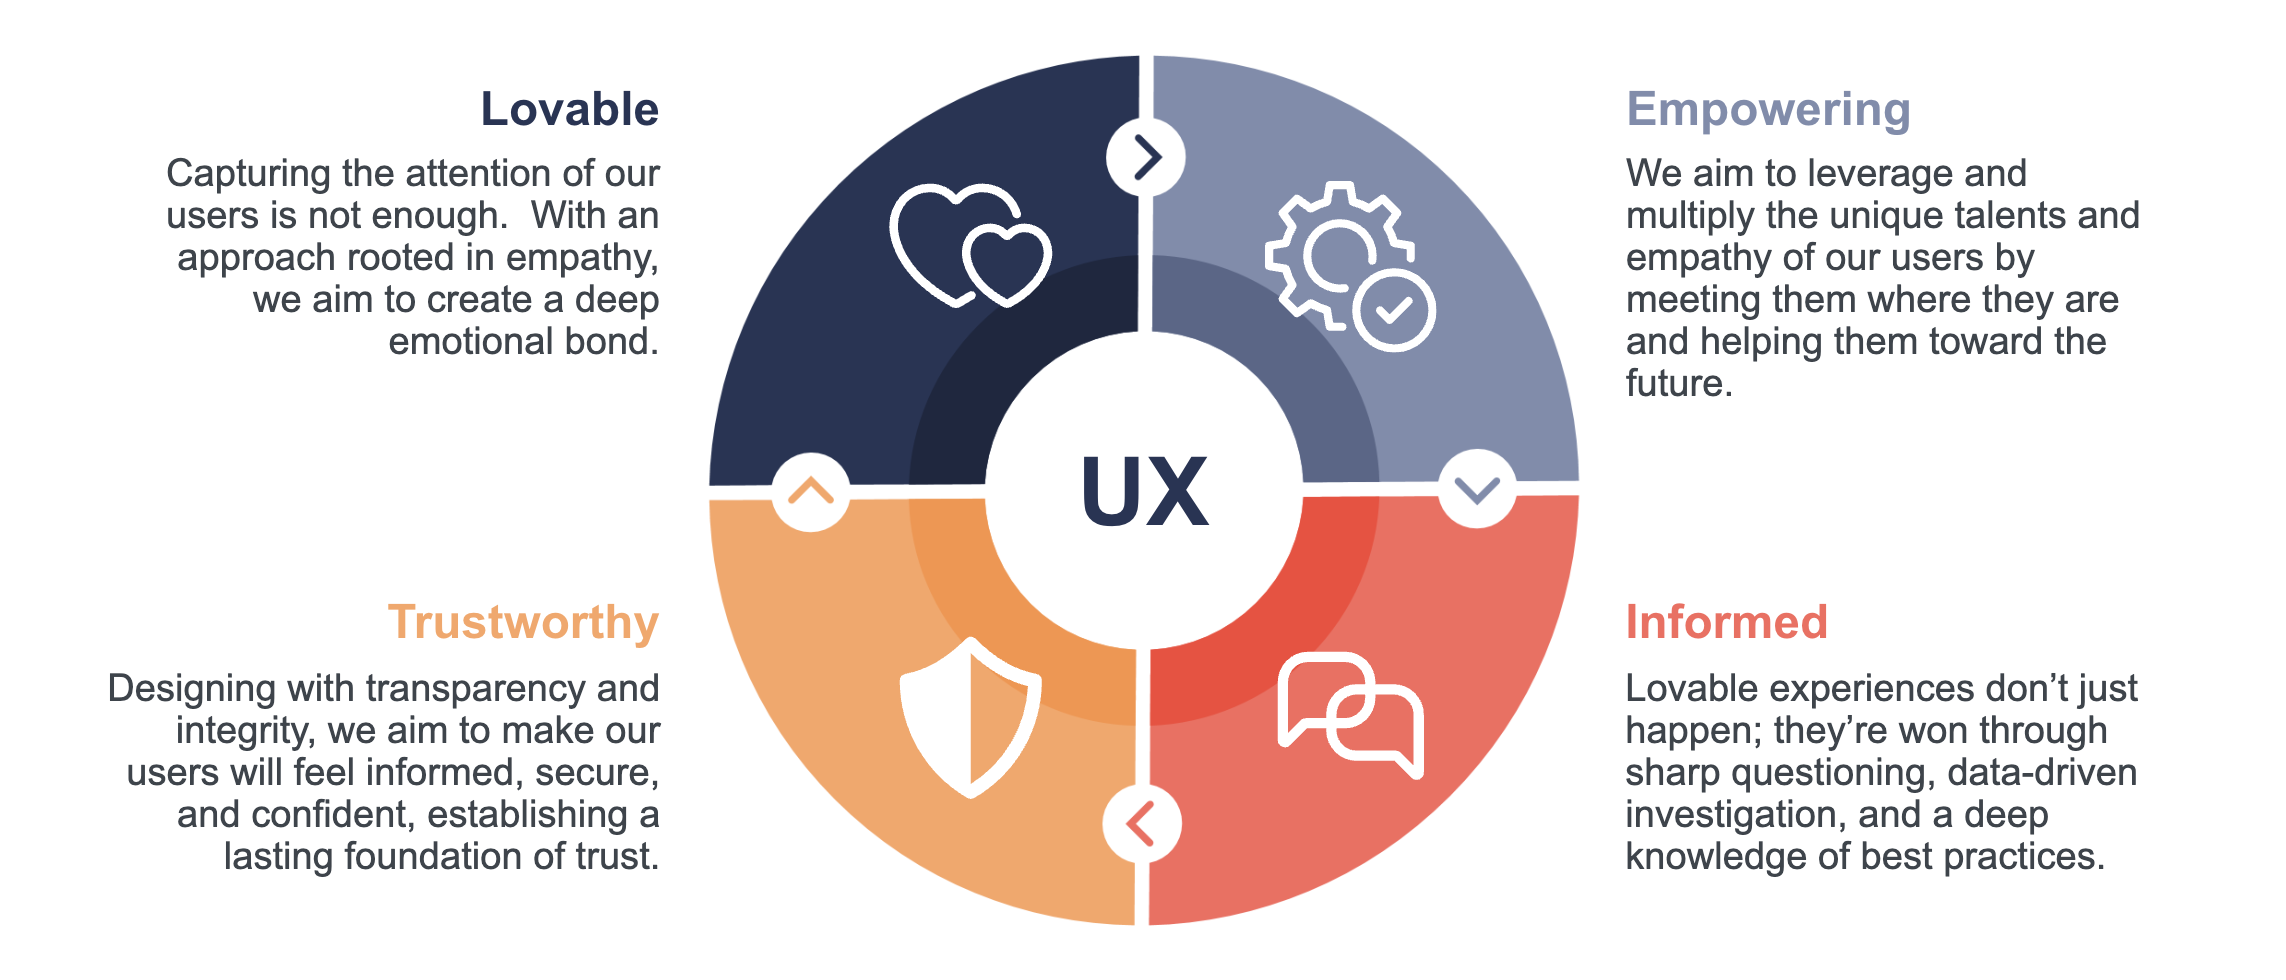 Lovable
Capturing the attention of our
users is not enough.  With an
approach rooted in empathy,
we aim to create a deep
emotional bond.
Empowering
We aim to leverage and
multiply the unique talents and
empathy of our users by
meeting them where they are
and helping them toward the
future.
UX
Trustworthy
Designing with transparency and
integrity, we aim to make our
users will feel informed, secure,
and confident, establishing a
lasting foundation of trust.
Informed
Lovable experiences don’t just
happen; they’re won through
sharp questioning, data-driven
investigation, and a deep
knowledge of best practices.